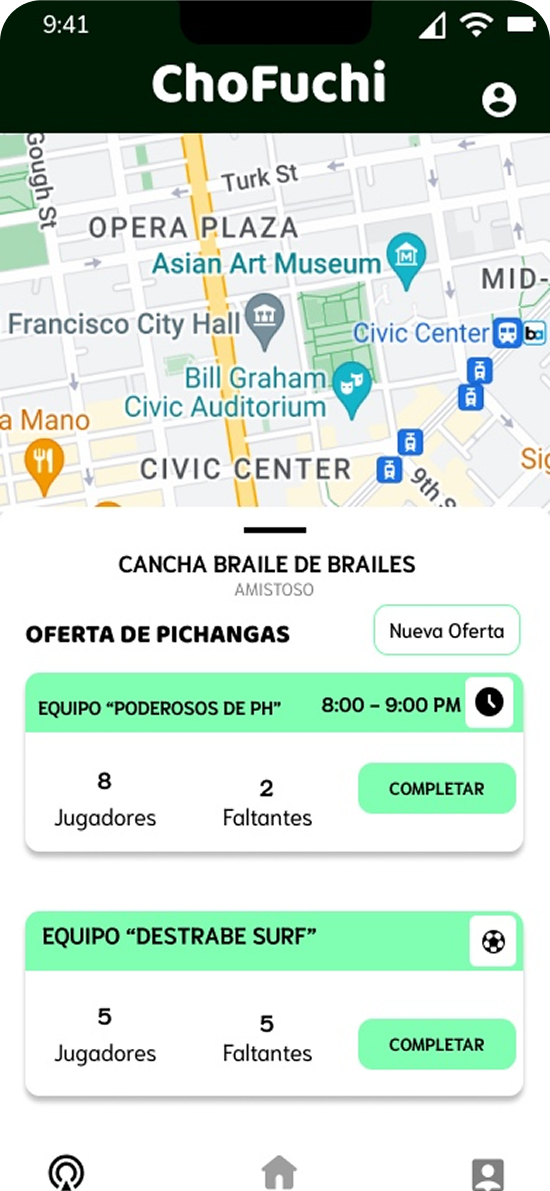 9:41
ChoFuchi
Gough St
Turk St
OPERA PLAZA
Asian Art Museum
MID-
Francisco City Hall
Civic Center
ba
Bill Graham
Civic Auditorium
a Mano
CIVIC CENTER
Sig
9th S
CANCHA BRAILE DE BRAILES
AMISTOSO
OFERTA DE PICHANGAS
Nueva Oferta
EQUIPO “PODEROSOS DE PH”
8:00 – 9:00 PM
8
2
COMPLETAR
Jugadores
Faltantes
EQUIPO “DESTRABE SURF”
5
5
COMPLETAR
Jugadores
Faltantes